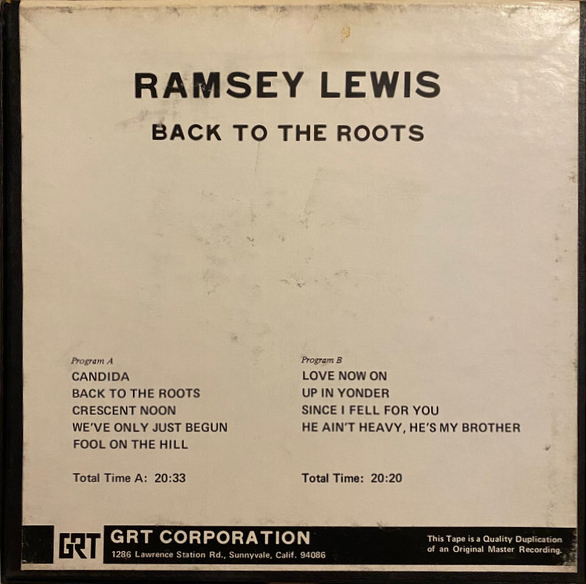 RAMSEY LEWIS
BACK TO THE ROOTS
Program A
CANDIDA
BACK TO THE ROOTS
CRESCENT NOON
WE'VE ONLY JUST BEGUN
FOOL ON THE HILL
Total Time A: 20:33
Program B
LOVE NOW ON
UP IN YONDER
SINCE I FELL FOR YOU
HE AIN'T HEAVY, HE'S MY BROTHER
Total Time: 20:20
GRT
GRT CORPORATION
1286 Lawrence Station Rd., Sunnyvale, Calif. 94086
This Tape is a Quality Duplication
of an Original Master Recording.